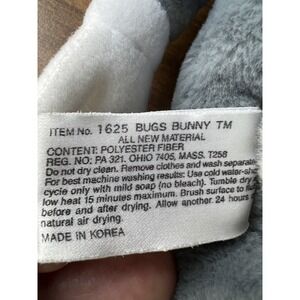 ITEM No. 1625 BUGS BUNNY TM
ALL NEW MATERIAL
CONTENT: POLYESTER FIBER
REG. NO: PA 321. OHIO 7405, MASS. T258
Do not dry clean. Remove clothes and wash separate
For best machine washing results: Use cold water-sho
cycle only with mild soap (no bleach). Tumble dry a
low heat 15 minutes maximum. Brush surface to flu
before and after drying. Allow another 24 hours
natural air drying.
MADE IN KOREA